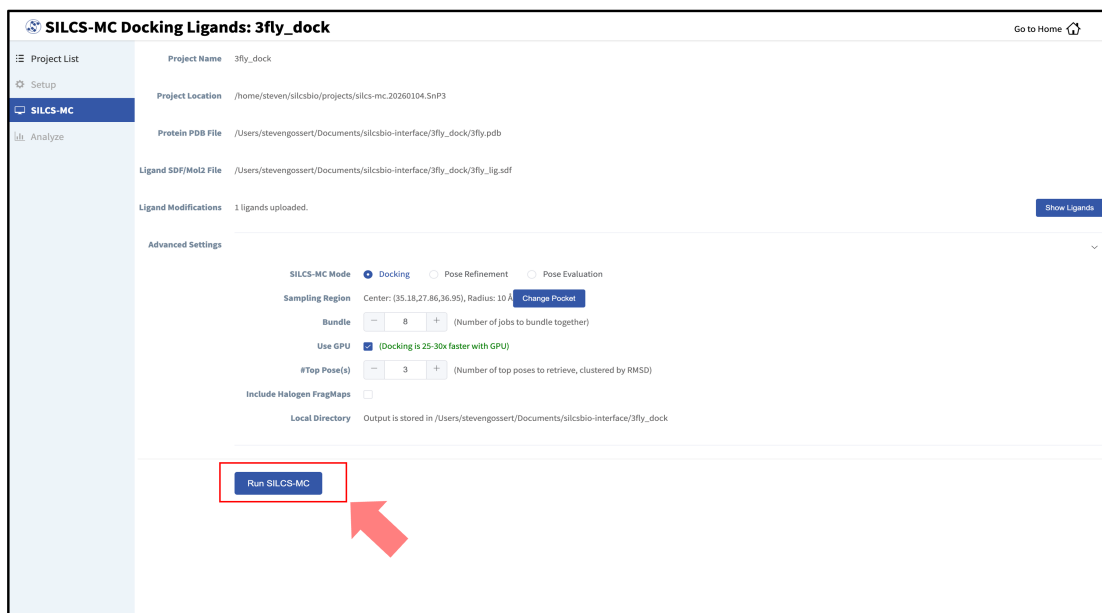 SILCS-MC Docking Ligands: 3fly_dock
Go to Home
Project List
Setup
SILCS-MC
Analyze
Project Name 3fly_dock
Project Location /home/steven/silcsbio/projects/silcs-mc.20260104.SnP3
Protein PDB File /Users/stevengossert/Documents/silcsbio-interface/3fly_dock/3fly.pdb
Ligand SDF/Mol2 File /Users/stevengossert/Documents/silcsbio-interface/3fly_dock/3fly_lig.sdf
Ligand Modifications 1 ligands uploaded. Show Ligands
Advanced Settings
SILCS-MC Mode Docking Pose Refinement Pose Evaluation
Sampling Region Center: (35.18,27.86,36.95), Radius: 10 Å Change Pocket
Bundle − 8 + (Number of jobs to bundle together)
Use GPU (Docking is 25-30x faster with GPU)
#Top Pose(s) − 3 + (Number of top poses to retrieve, clustered by RMSD)
Include Halogen FragMaps
Local Directory Output is stored in /Users/stevengossert/Documents/silcsbio-interface/3fly_dock
Run SILCS-MC